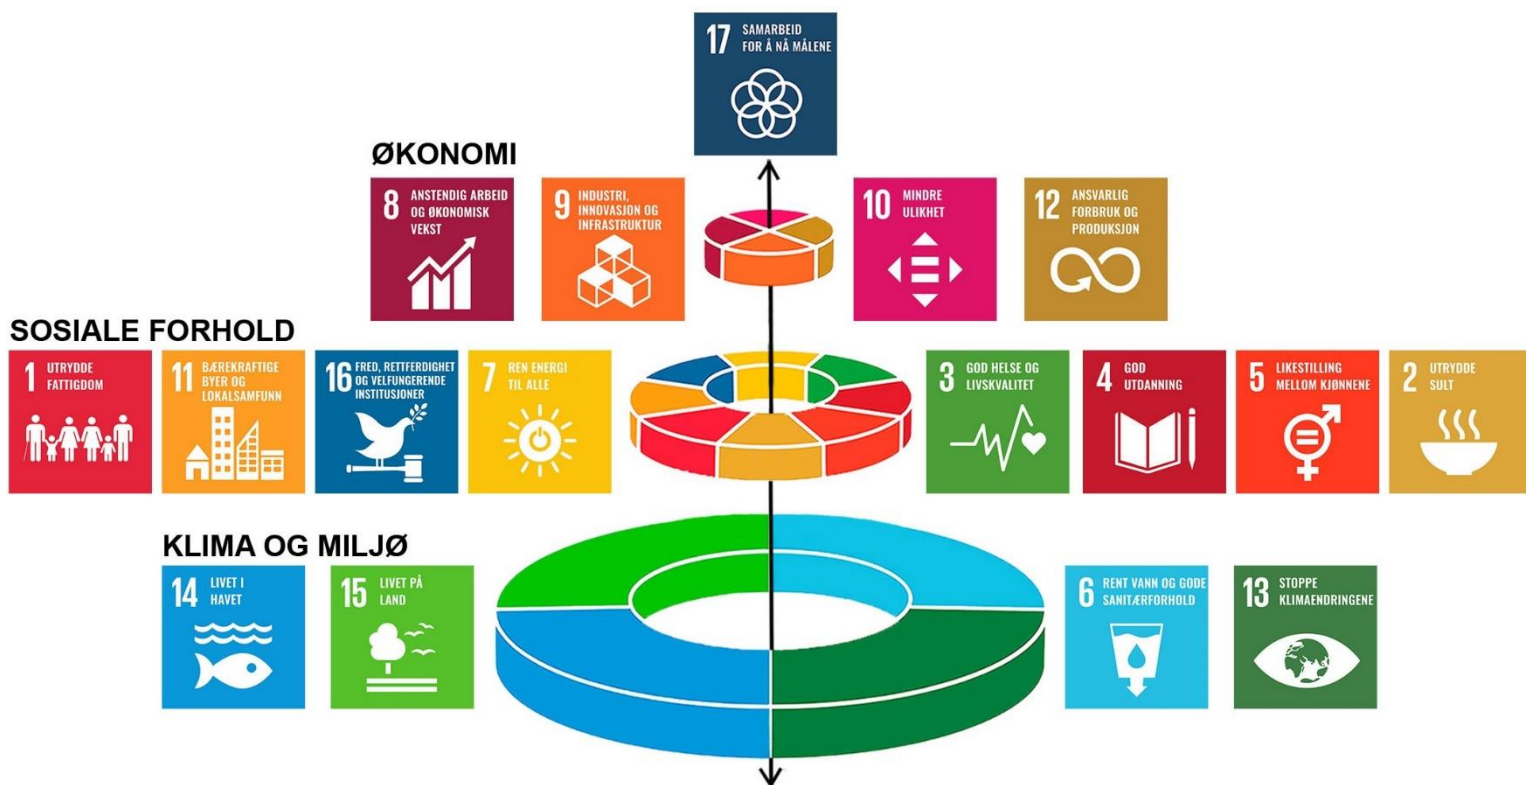 17 SAMARBEID
FOR Å NÅ MÅLENE
ØKONOMI
8 ANSTENDIG ARBEID
OG ØKONOMISK
VEKST
9 INDUSTRI,
INNOVASJON OG
INFRASTRUKTUR
10 MINDRE
ULIKHET
12 ANSVARLIG
FORBRUK OG
PRODUKSJON
SOSIALE FORHOLD
1 UTRYDDE
FATTIGDOM
11 BÆREKRAFTIGE
BYER OG
LOKALSAMFUNN
16 FRED, RETTFERDIGHET
OG VELFUNGERENDE
INSTITUSJONER
7 REN ENERGI
TIL ALLE
3 GOD HELSE OG
LIVSKVALITET
4 GOD
UTDANNING
5 LIKESTILLING
MELLOM KJØNNENE
2 UTRYDDE
SULT
KLIMA OG MILJØ
14 LIVET I
HAVET
15 LIVET PÅ
LAND
6 RENT VANN OG GODE
SANITÆRFORHOLD
13 STOPPE
KLIMAENDRINGENE